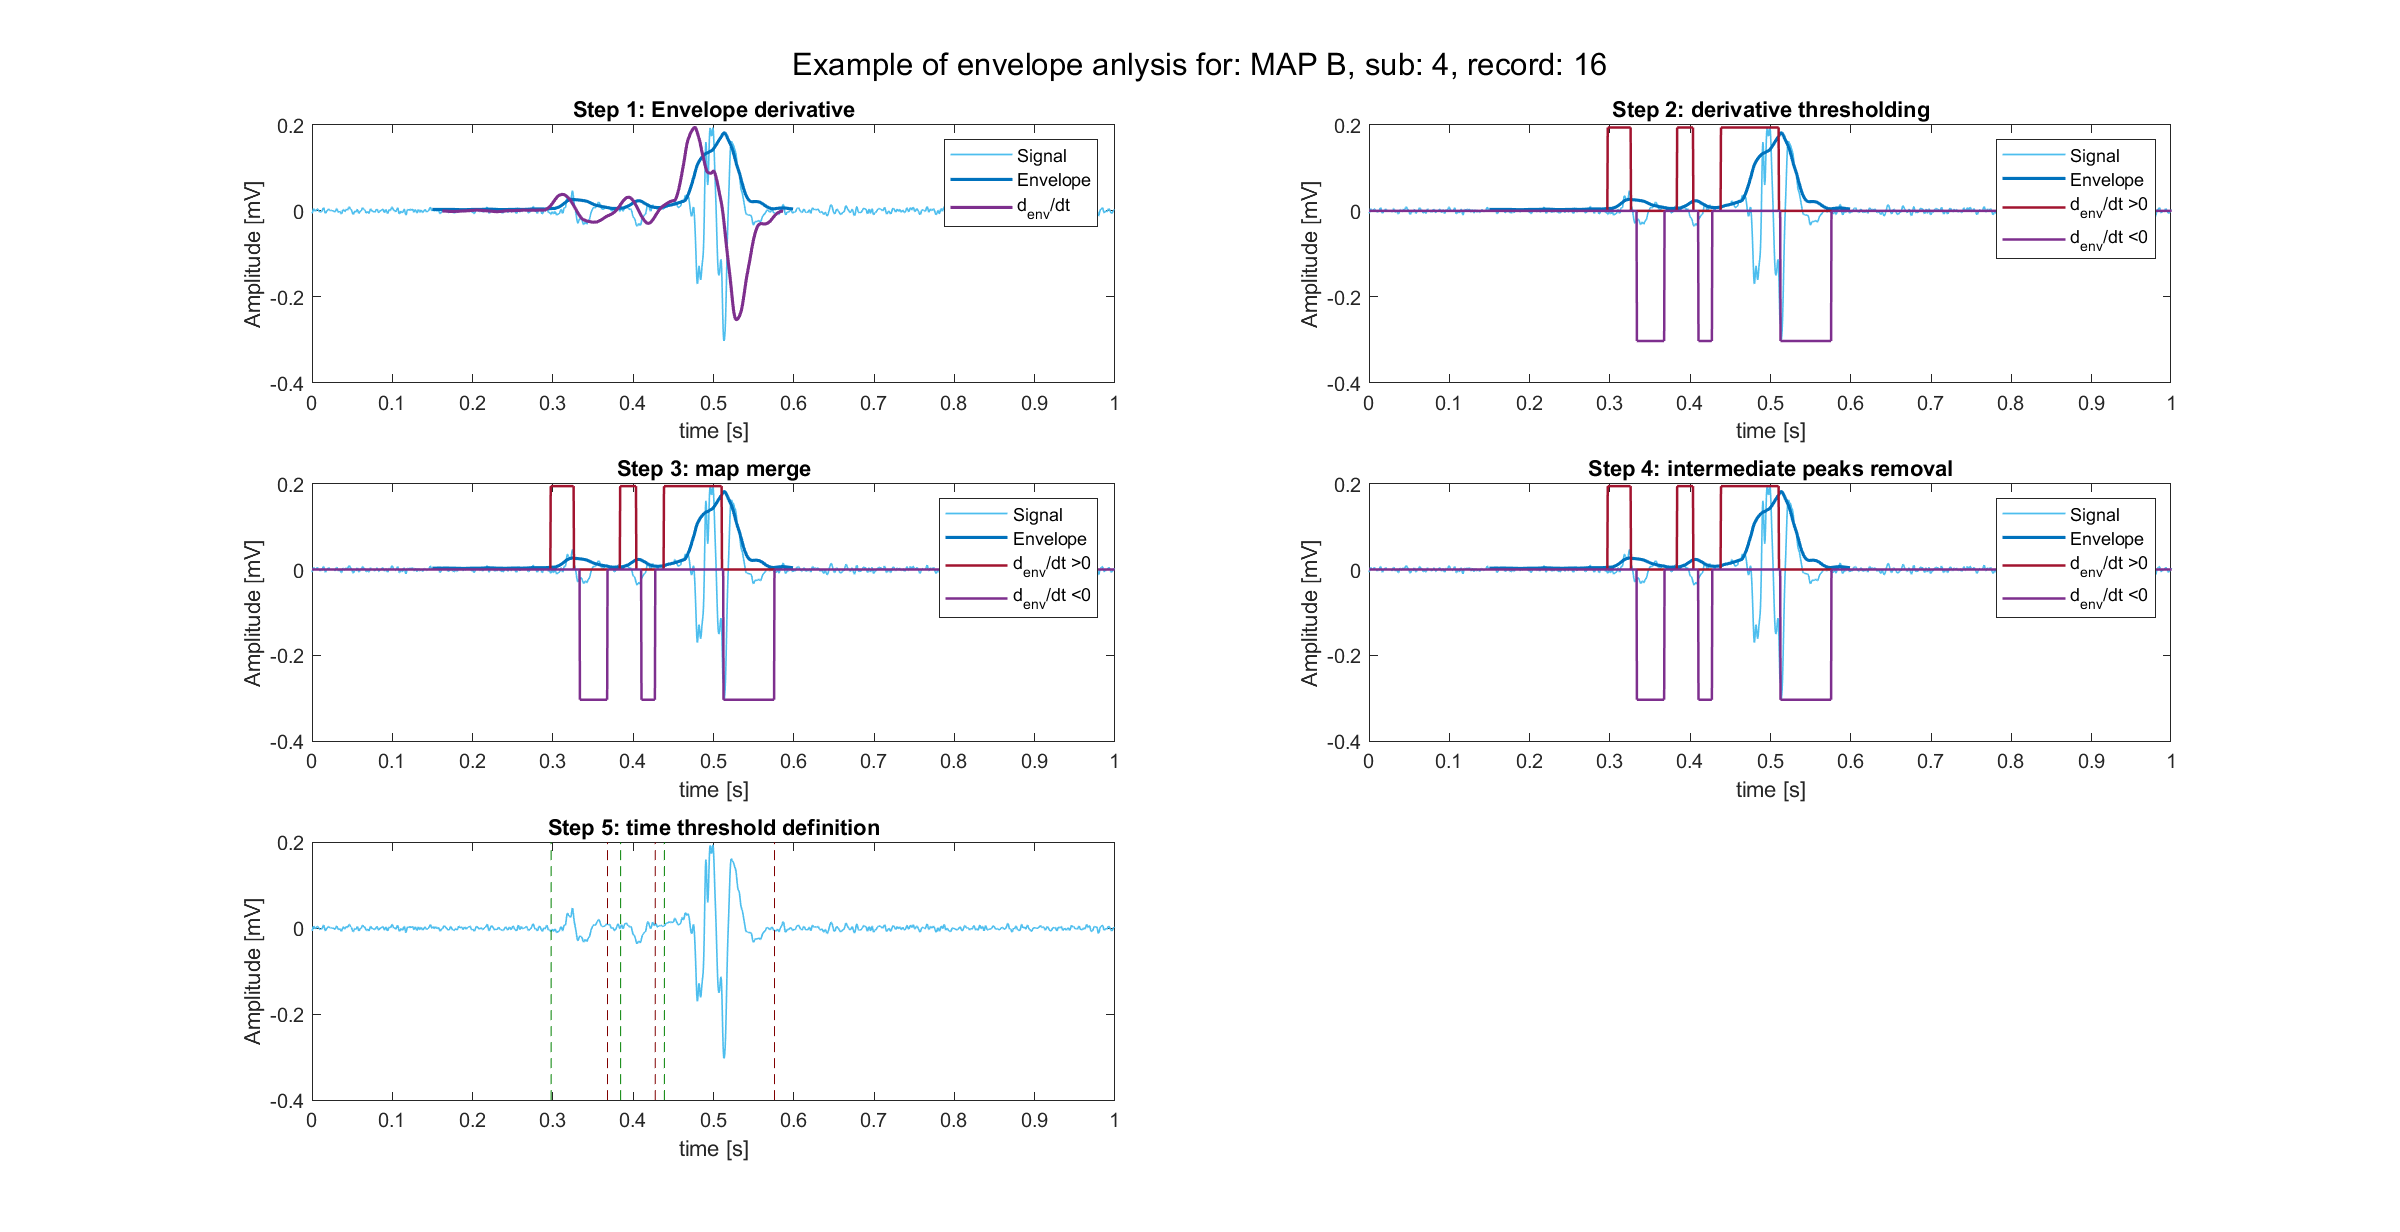 Example of envelope anlysis for: MAP B, sub: 4, record: 16
Step 1: Envelope derivative
Amplitude [mV]
0.2
0
-0.2
-0.4
0 0.1 0.2 0.3 0.4 0.5 0.6 0.7 0.8 0.9 1
time [s]
Signal
Envelope
d_env/dt
Step 2: derivative thresholding
Amplitude [mV]
0.2
0
-0.2
-0.4
0 0.1 0.2 0.3 0.4 0.5 0.6 0.7 0.8 0.9 1
time [s]
Signal
Envelope
d_env/dt >0
d_env/dt <0
Step 3: map merge
Amplitude [mV]
0.2
0
-0.2
-0.4
0 0.1 0.2 0.3 0.4 0.5 0.6 0.7 0.8 0.9 1
time [s]
Signal
Envelope
d_env/dt >0
d_env/dt <0
Step 4: intermediate peaks removal
Amplitude [mV]
0.2
0
-0.2
-0.4
0 0.1 0.2 0.3 0.4 0.5 0.6 0.7 0.8 0.9 1
time [s]
Signal
Envelope
d_env/dt >0
d_env/dt <0
Step 5: time threshold definition
Amplitude [mV]
0.2
0
-0.2
-0.4
0 0.1 0.2 0.3 0.4 0.5 0.6 0.7 0.8 0.9 1
time [s]